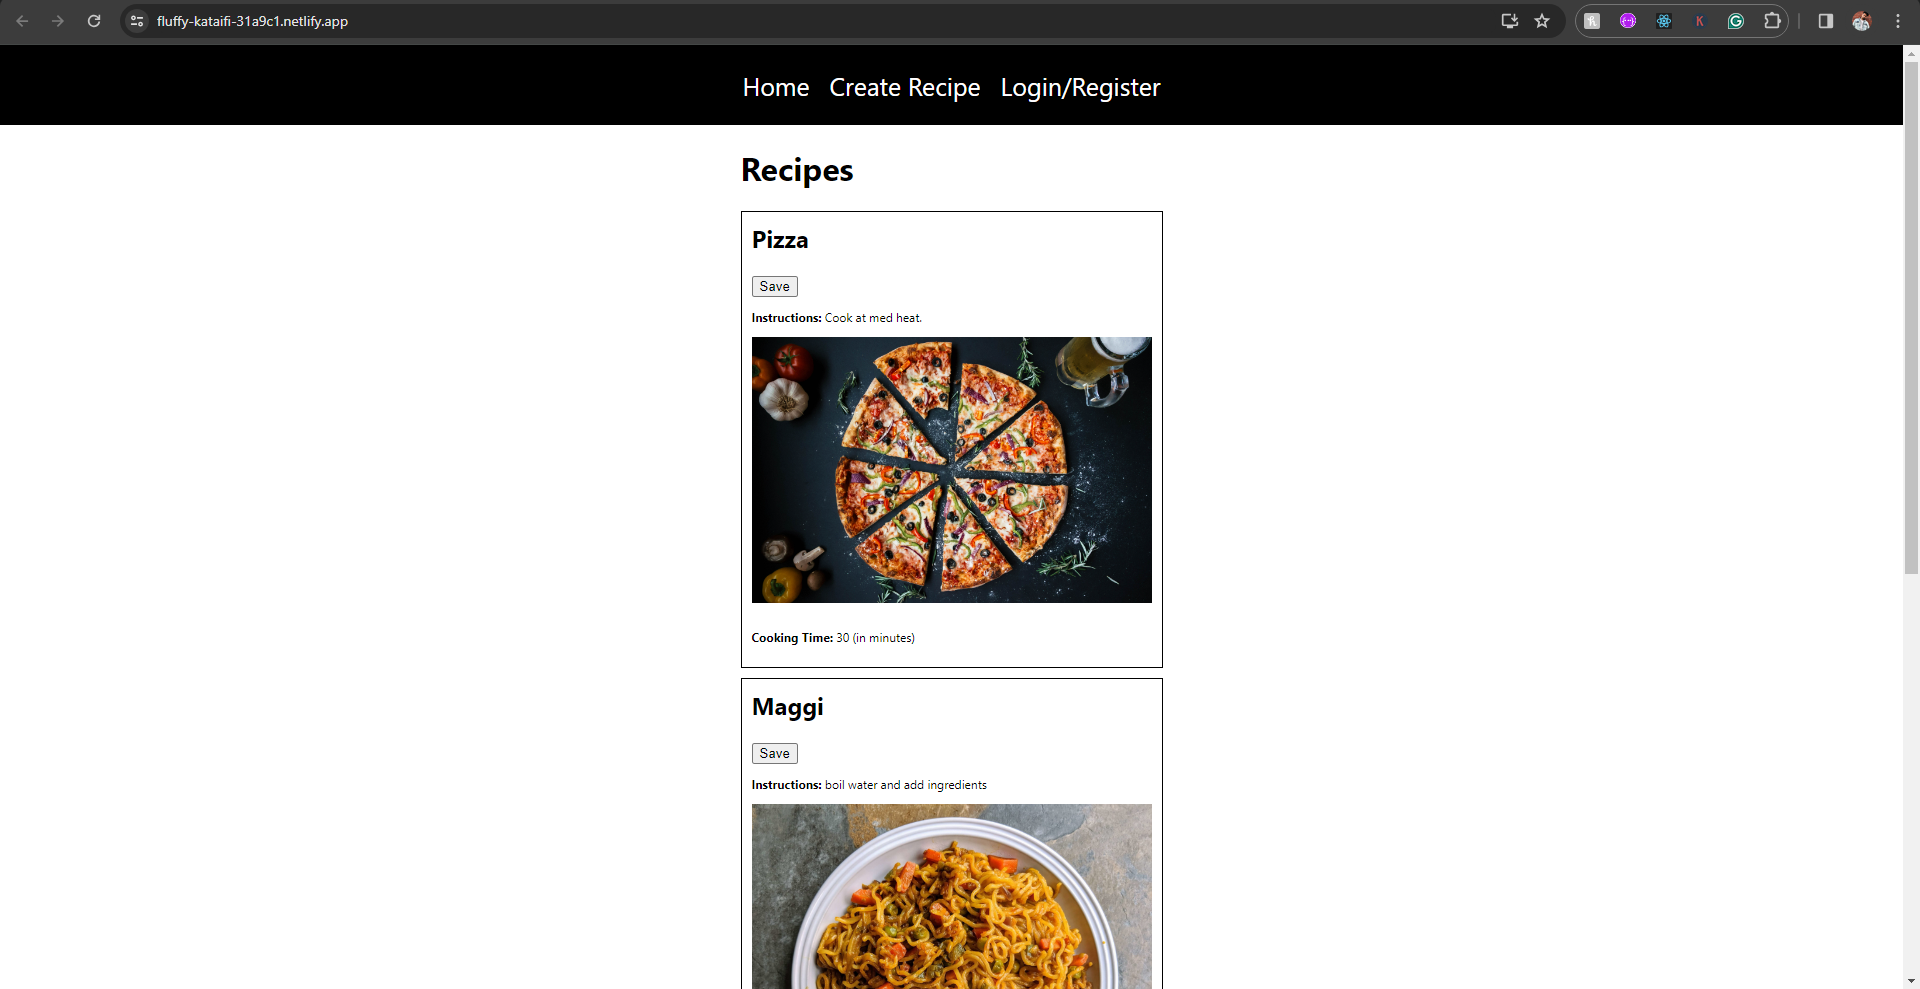 fluffy-kataifi-31a9c1.netlify.app
Home Create Recipe Login/Register
Recipes
Pizza
Save
Instructions: Cook at med heat.
Cooking Time: 30 (in minutes)
Maggi
Save
Instructions: boil water and add ingredients